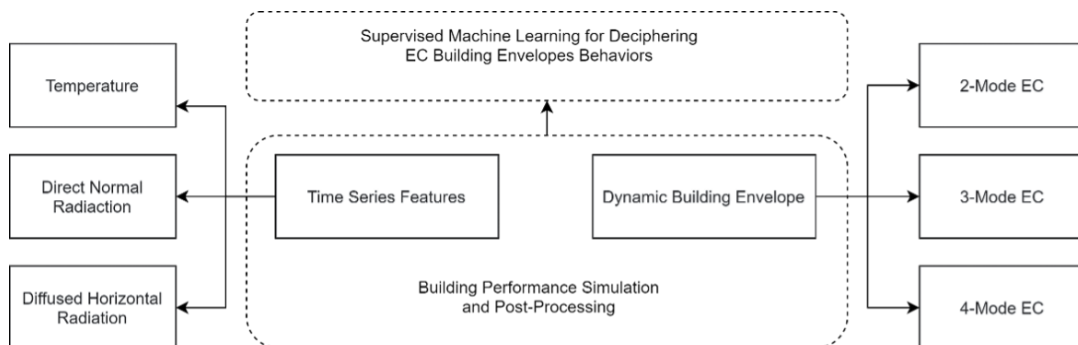 Supervised Machine Learning for Deciphering
EC Building Envelopes Behaviors
Temperature
2-Mode EC
Direct Normal
Radiaction
Time Series Features
Dynamic Building Envelope
3-Mode EC
Diffused Horizontal
Radiation
Building Performance Simulation
and Post-Processing
4-Mode EC